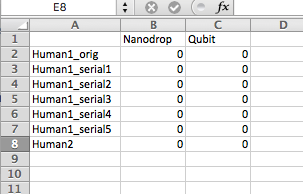 E8 fx
A B C D
1 Nanodrop Qubit
2 Human1_orig 0 0
3 Human1_serial1 0 0
4 Human1_serial2 0 0
5 Human1_serial3 0 0
6 Human1_serial4 0 0
7 Human1_serial5 0 0
8 Human2 0 0
9
10
11